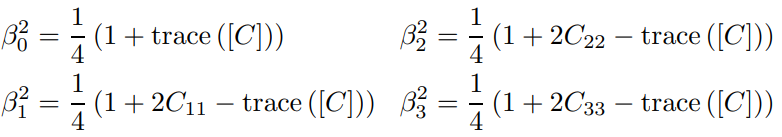 β₀² = 1/4 (1 + trace ([C]))    β₂² = 1/4 (1 + 2C₂₂ − trace ([C]))
β₁² = 1/4 (1 + 2C₁₁ − trace ([C]))    β₃² = 1/4 (1 + 2C₃₃ − trace ([C]))